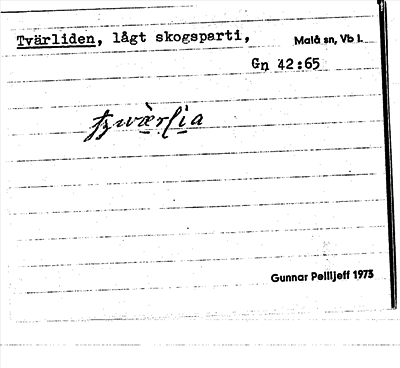 Tvärliden, lågt skogsparti, Malå sn, Vb l.
Gn 42:65
Gunnar Pellijeff 1973